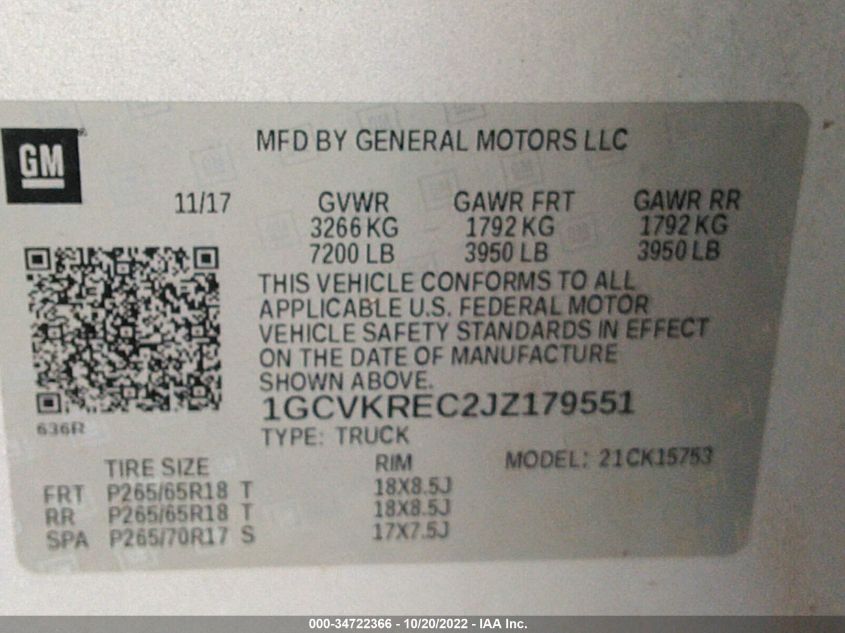 GM
MFD BY GENERAL MOTORS LLC
11/17 GVWR GAWR FRT GAWR RR
3266 KG 1792 KG 1792 KG
7200 LB 3950 LB 3950 LB
THIS VEHICLE CONFORMS TO ALL
APPLICABLE U.S. FEDERAL MOTOR
VEHICLE SAFETY STANDARDS IN EFFECT
ON THE DATE OF MANUFACTURE
SHOWN ABOVE.
1GCVKREC2JZ179551
636R
TYPE: TRUCK
TIRE SIZE RIM MODEL: 21CK15753
FRT P265/65R18 T 18X8.5J
RR P265/65R18 T 18X8.5J
SPA P265/70R17 S 17X7.5J
000-34722366 - 10/20/2022 - IAA Inc.